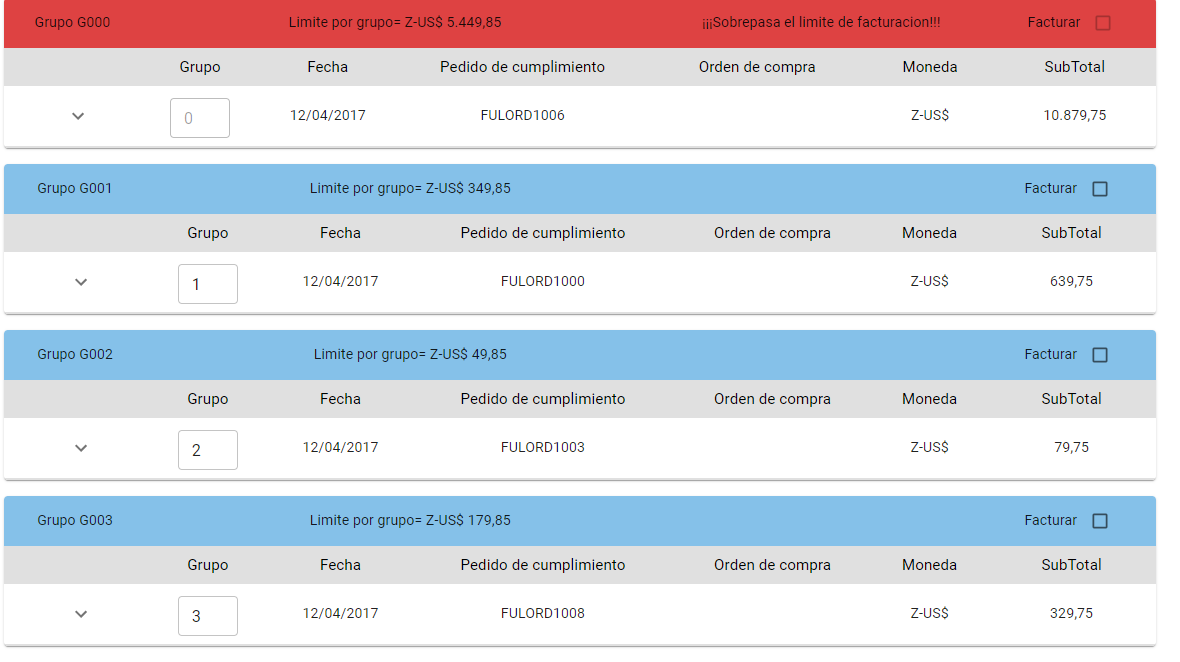 Grupo G000 Limite por grupo= Z-US$ 5.449,85 ¡¡¡Sobrepasa el limite de facturacion!!! Facturar
Grupo Fecha Pedido de cumplimiento Orden de compra Moneda SubTotal
0 12/04/2017 FULORD1006 Z-US$ 10.879,75
Grupo G001 Limite por grupo= Z-US$ 349,85 Facturar
Grupo Fecha Pedido de cumplimiento Orden de compra Moneda SubTotal
1 12/04/2017 FULORD1000 Z-US$ 639,75
Grupo G002 Limite por grupo= Z-US$ 49,85 Facturar
Grupo Fecha Pedido de cumplimiento Orden de compra Moneda SubTotal
2 12/04/2017 FULORD1003 Z-US$ 79,75
Grupo G003 Limite por grupo= Z-US$ 179,85 Facturar
Grupo Fecha Pedido de cumplimiento Orden de compra Moneda SubTotal
3 12/04/2017 FULORD1008 Z-US$ 329,75